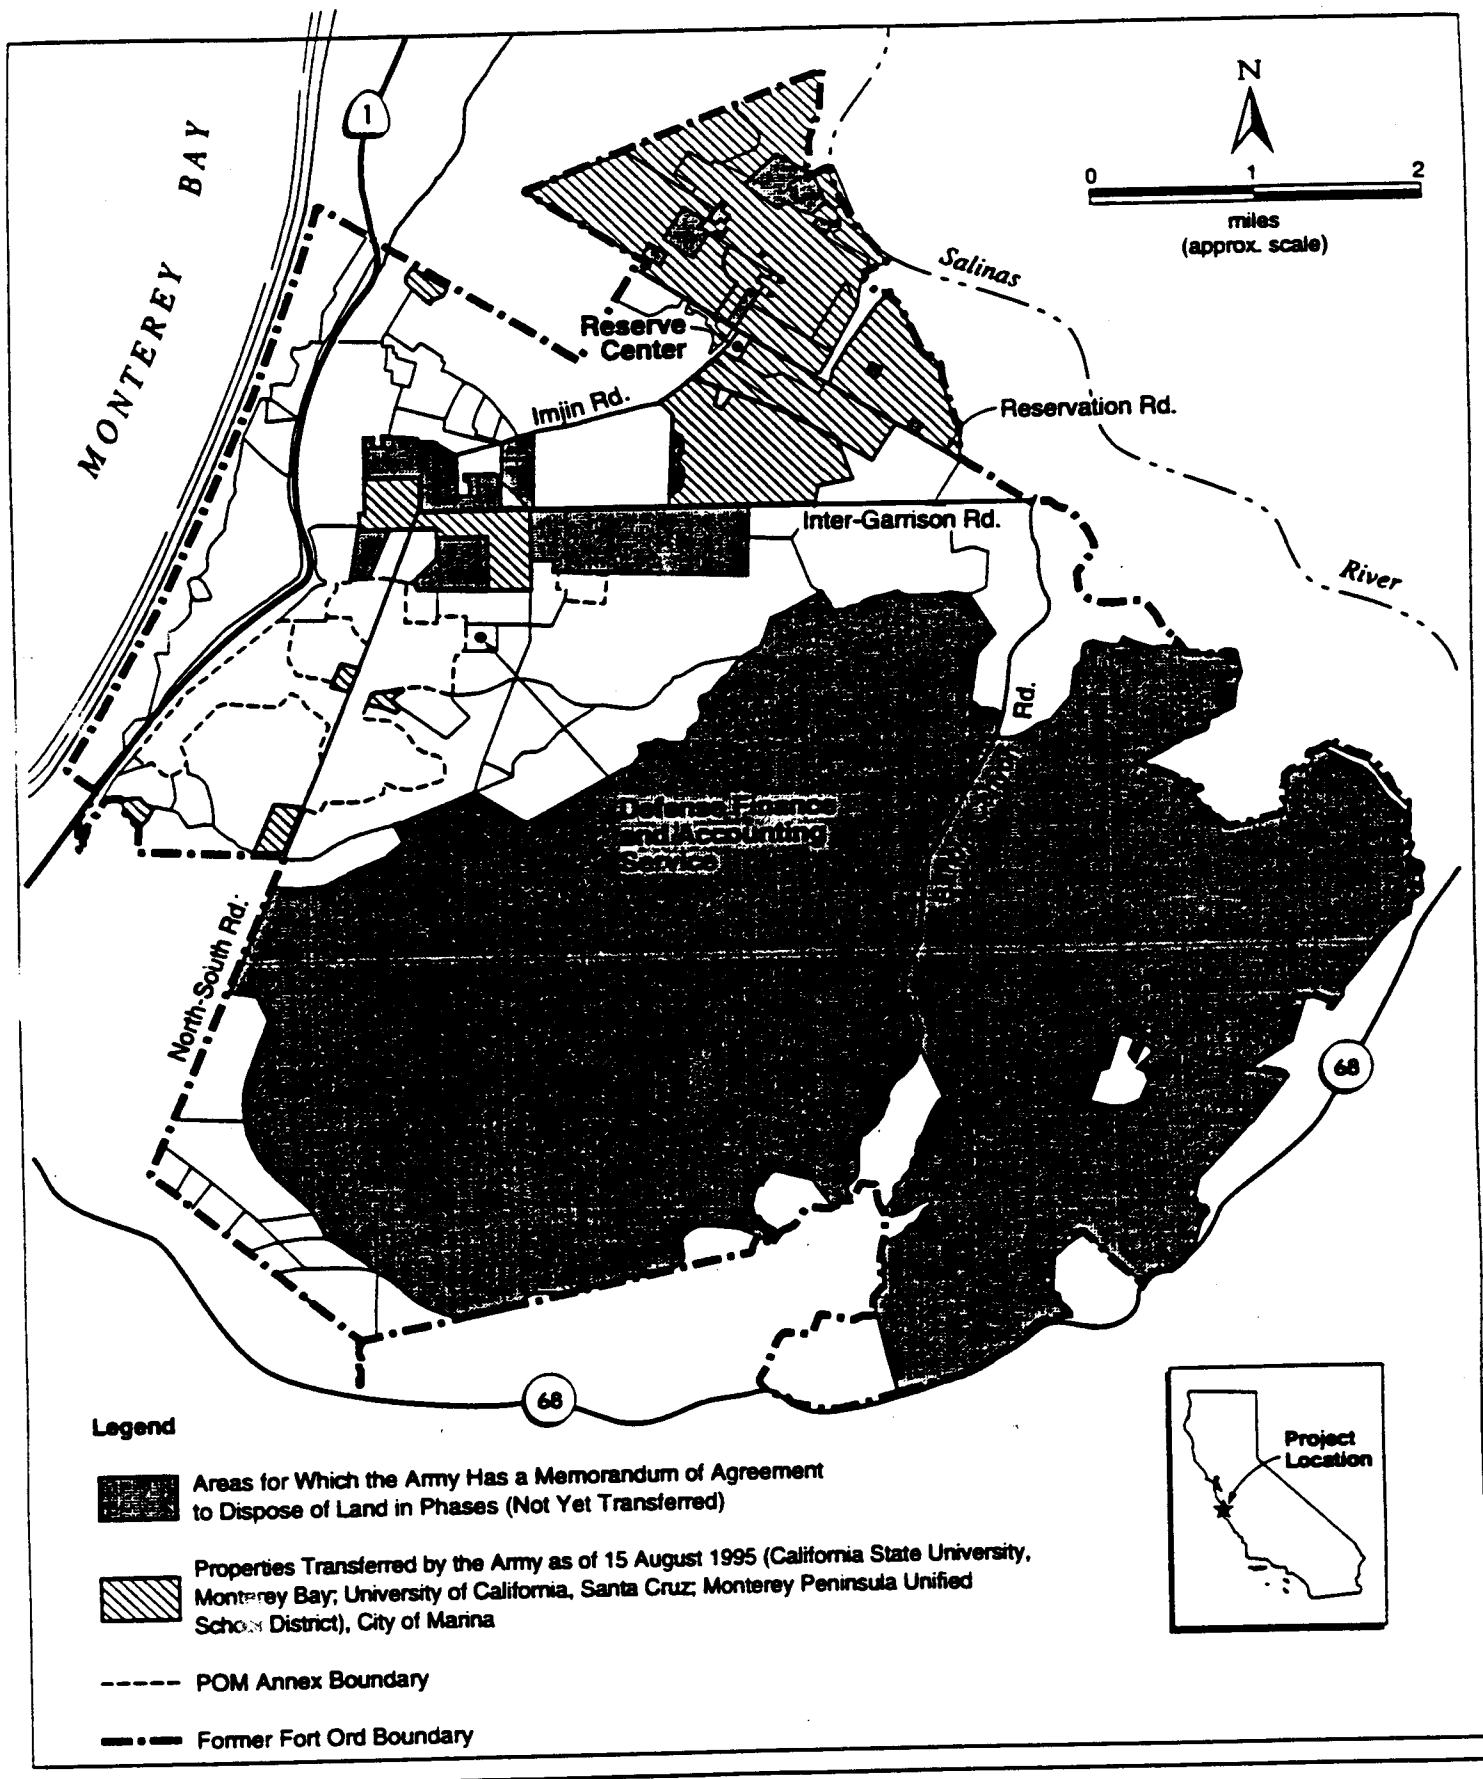 MONTEREY BAY
1
N
0 1 2
miles
(approx. scale)
Salinas
River
Reserve
Center
Imjin Rd.
Reservation Rd.
Inter-Garrison Rd.
Rd.
Defense Finance
and Accounting
Service
North-South Rd.
68
68
Project
Location
Legend
Areas for Which the Army Has a Memorandum of Agreement
to Dispose of Land in Phases (Not Yet Transferred)
Properties Transferred by the Army as of 15 August 1995 (California State University,
Monterey Bay; University of California, Santa Cruz; Monterey Peninsula Unified
School District), City of Marina
POM Annex Boundary
Former Fort Ord Boundary